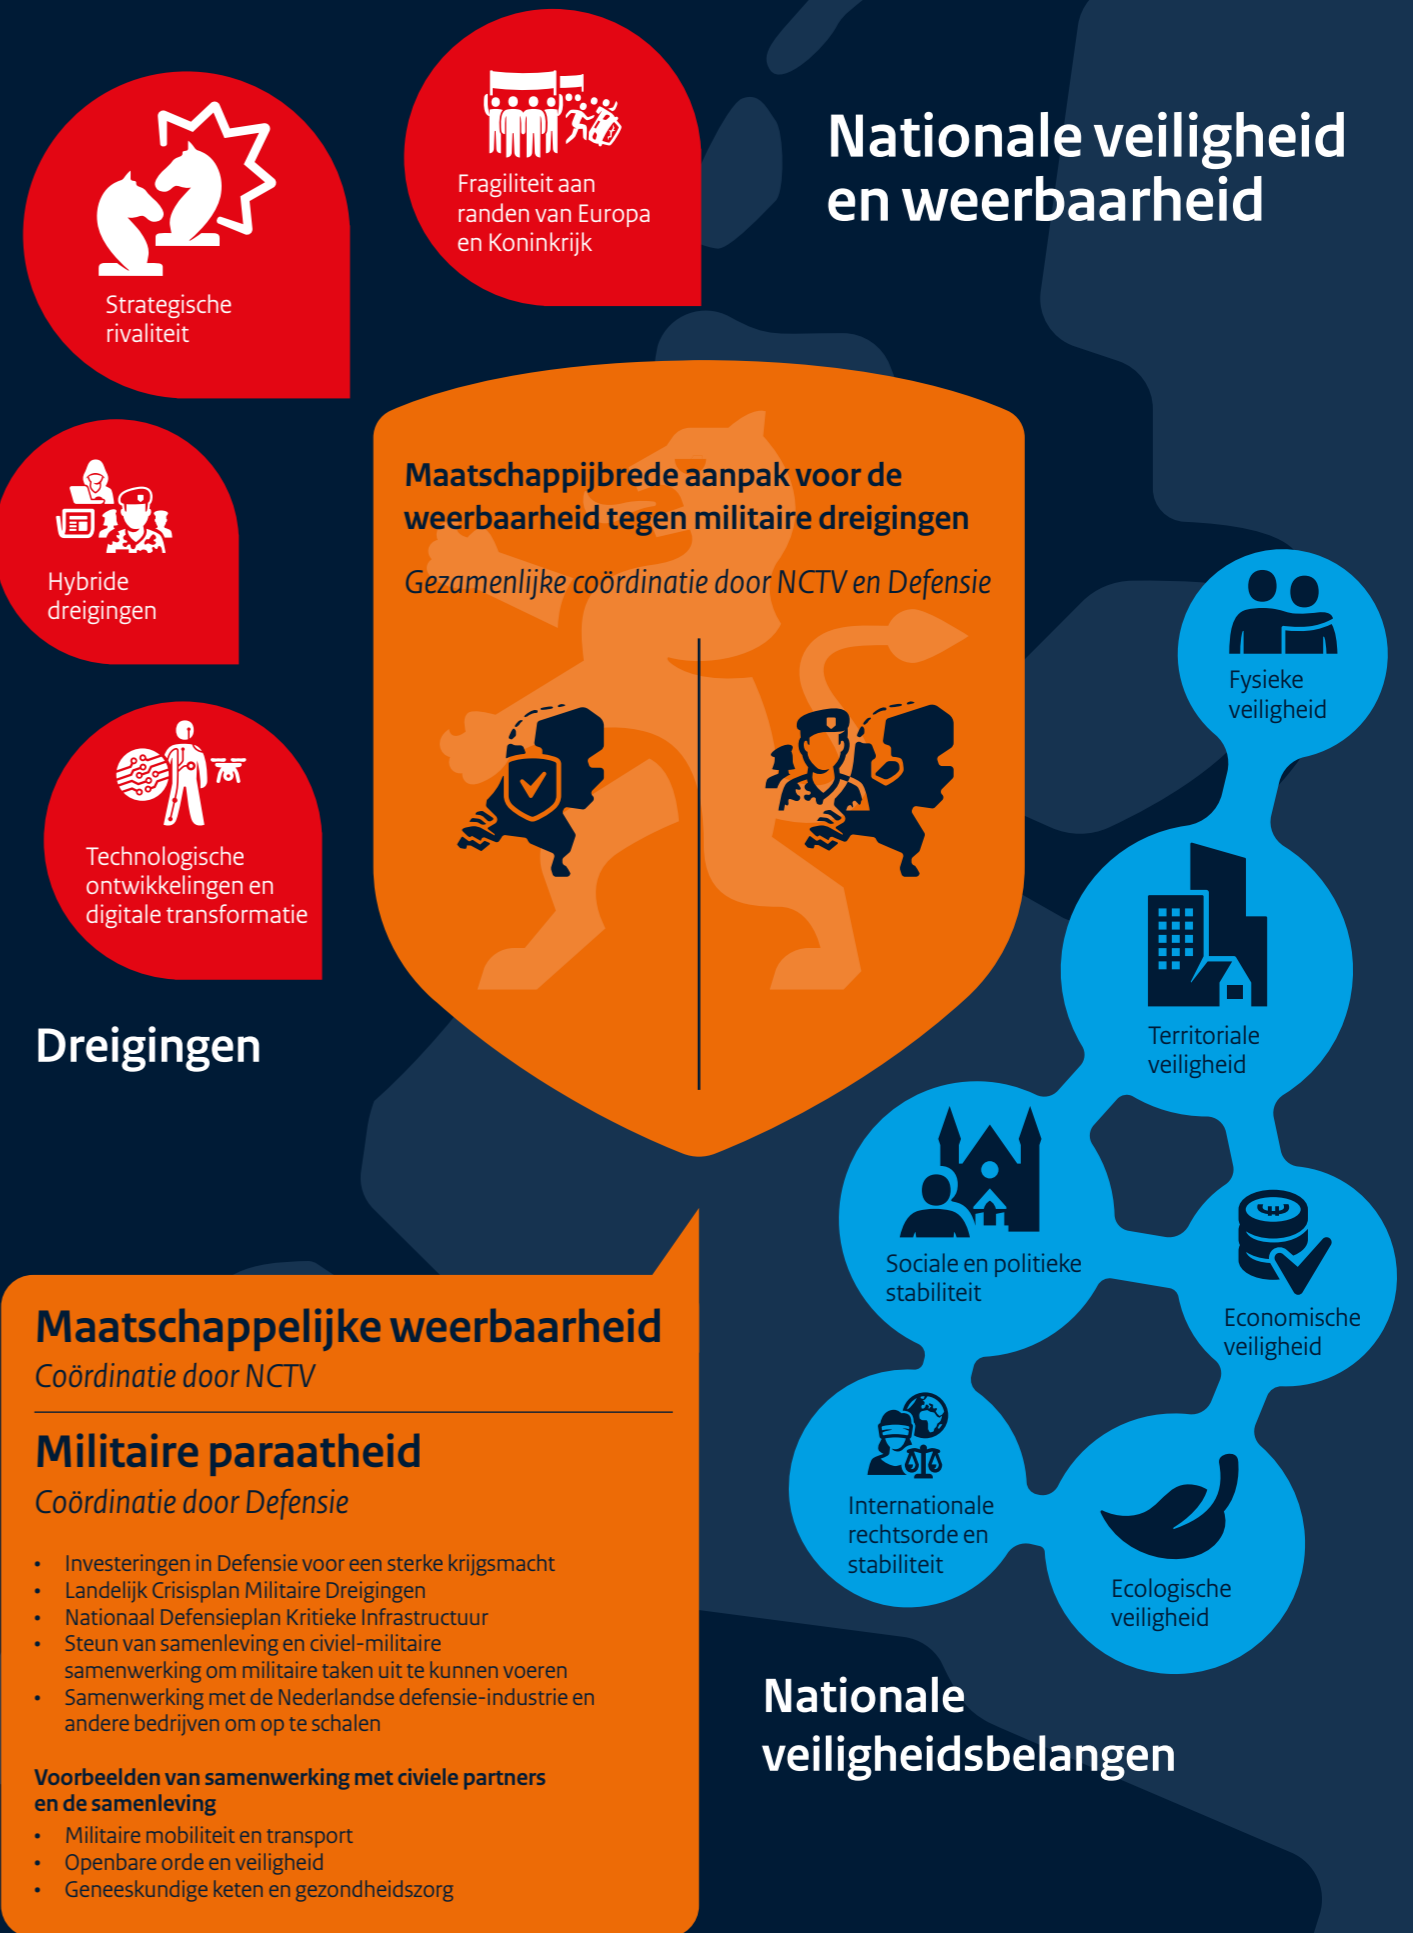 Nationale veiligheid
en weerbaarheid
Strategische
rivaliteit
Fragiliteit aan
randen van Europa
en Koninkrijk
Hybride
dreigingen
Technologische
ontwikkelingen en
digitale transformatie
Dreigingen
Maatschappijbrede aanpak voor de
weerbaarheid tegen militaire dreigingen
Gezamenlijke coördinatie door NCTV en Defensie
Fysieke
veiligheid
Territoriale
veiligheid
Sociale en politieke
stabiliteit
Economische
veiligheid
Internationale
rechtsorde en
stabiliteit
Ecologische
veiligheid
Nationale
veiligheidsbelangen
Maatschappelijke weerbaarheid
Coördinatie door NCTV
Militaire paraatheid
Coördinatie door Defensie
• Investeringen in Defensie voor een sterke krijgsmacht
• Landelijk Crisisplan Militaire Dreigingen
• Nationaal Defensieplan Kritieke Infrastructuur
• Steun van samenleving en civiel-militaire
samenwerking om militaire taken uit te kunnen voeren
• Samenwerking met de Nederlandse defensie-industrie en
andere bedrijven om op te schalen
Voorbeelden van samenwerking met civiele partners
en de samenleving
• Militaire mobiliteit en transport
• Openbare orde en veiligheid
• Geneeskundige keten en gezondheidszorg